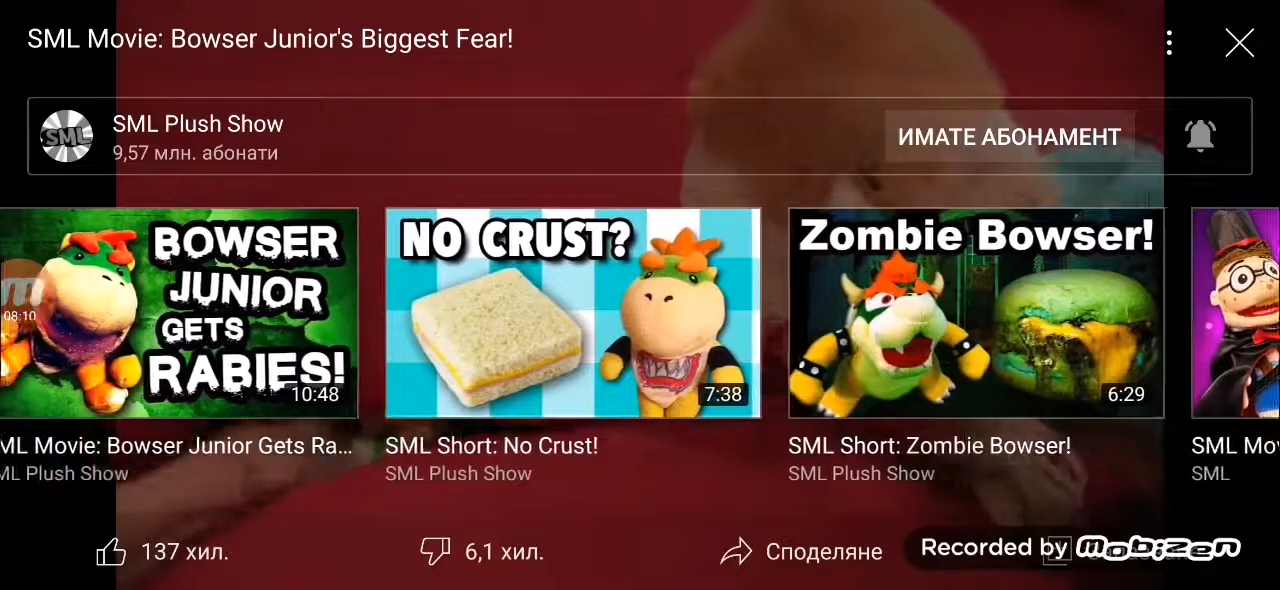 SML Movie: Bowser Junior's Biggest Fear!
SML
SML Plush Show
9,57 млн. абонати
ИМАТЕ АБОНАМЕНТ
BOWSER
JUNIOR
GETS
RABIES!
08:10
10:48
NO CRUST?
7:38
Zombie Bowser!
6:29
ML Movie: Bowser Junior Gets Ra...
ML Plush Show
SML Short: No Crust!
SML Plush Show
SML Short: Zombie Bowser!
SML Plush Show
SML Mo
SML
137 хил.
6,1 хил.
Споделяне
Recorded by Mobizen